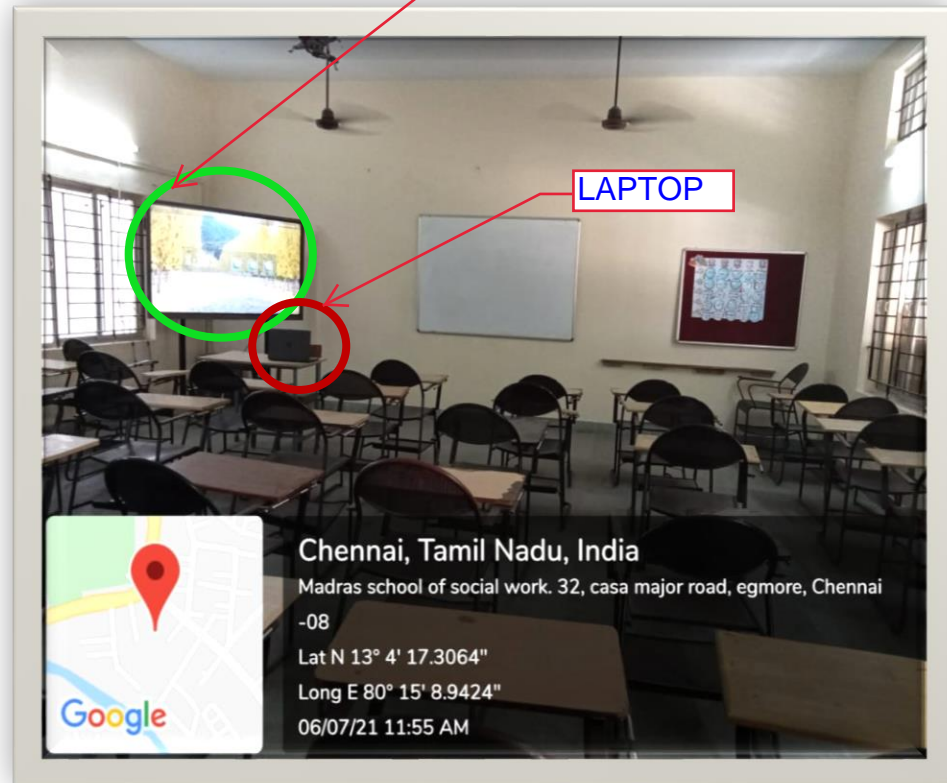 LAPTOP
Chennai, Tamil Nadu, India
Madras school of social work. 32, casa major road, egmore, Chennai
-08
Lat N 13° 4' 17.3064"
Long E 80° 15' 8.9424"
06/07/21 11:55 AM
Google